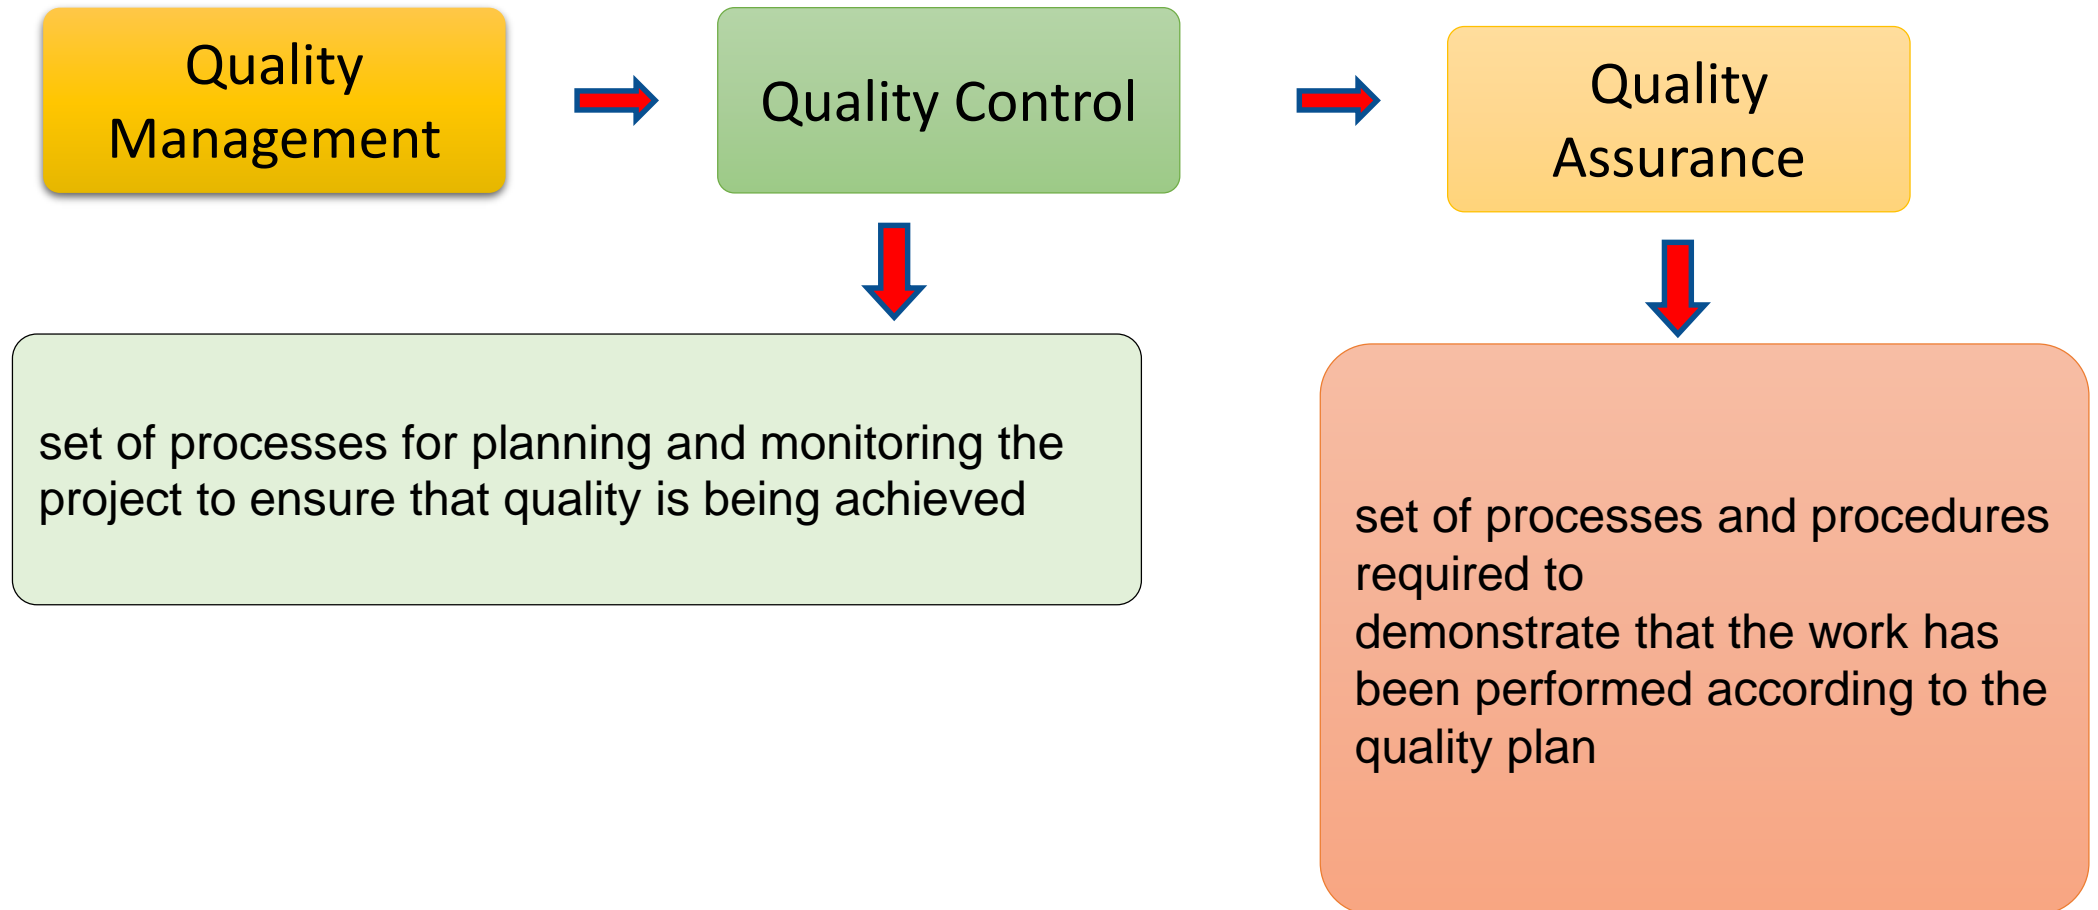 Quality
Management
Quality Control
Quality
Assurance
set of processes for planning and monitoring the
project to ensure that quality is being achieved
set of processes and procedures
required to
demonstrate that the work has
been performed according to the
quality plan